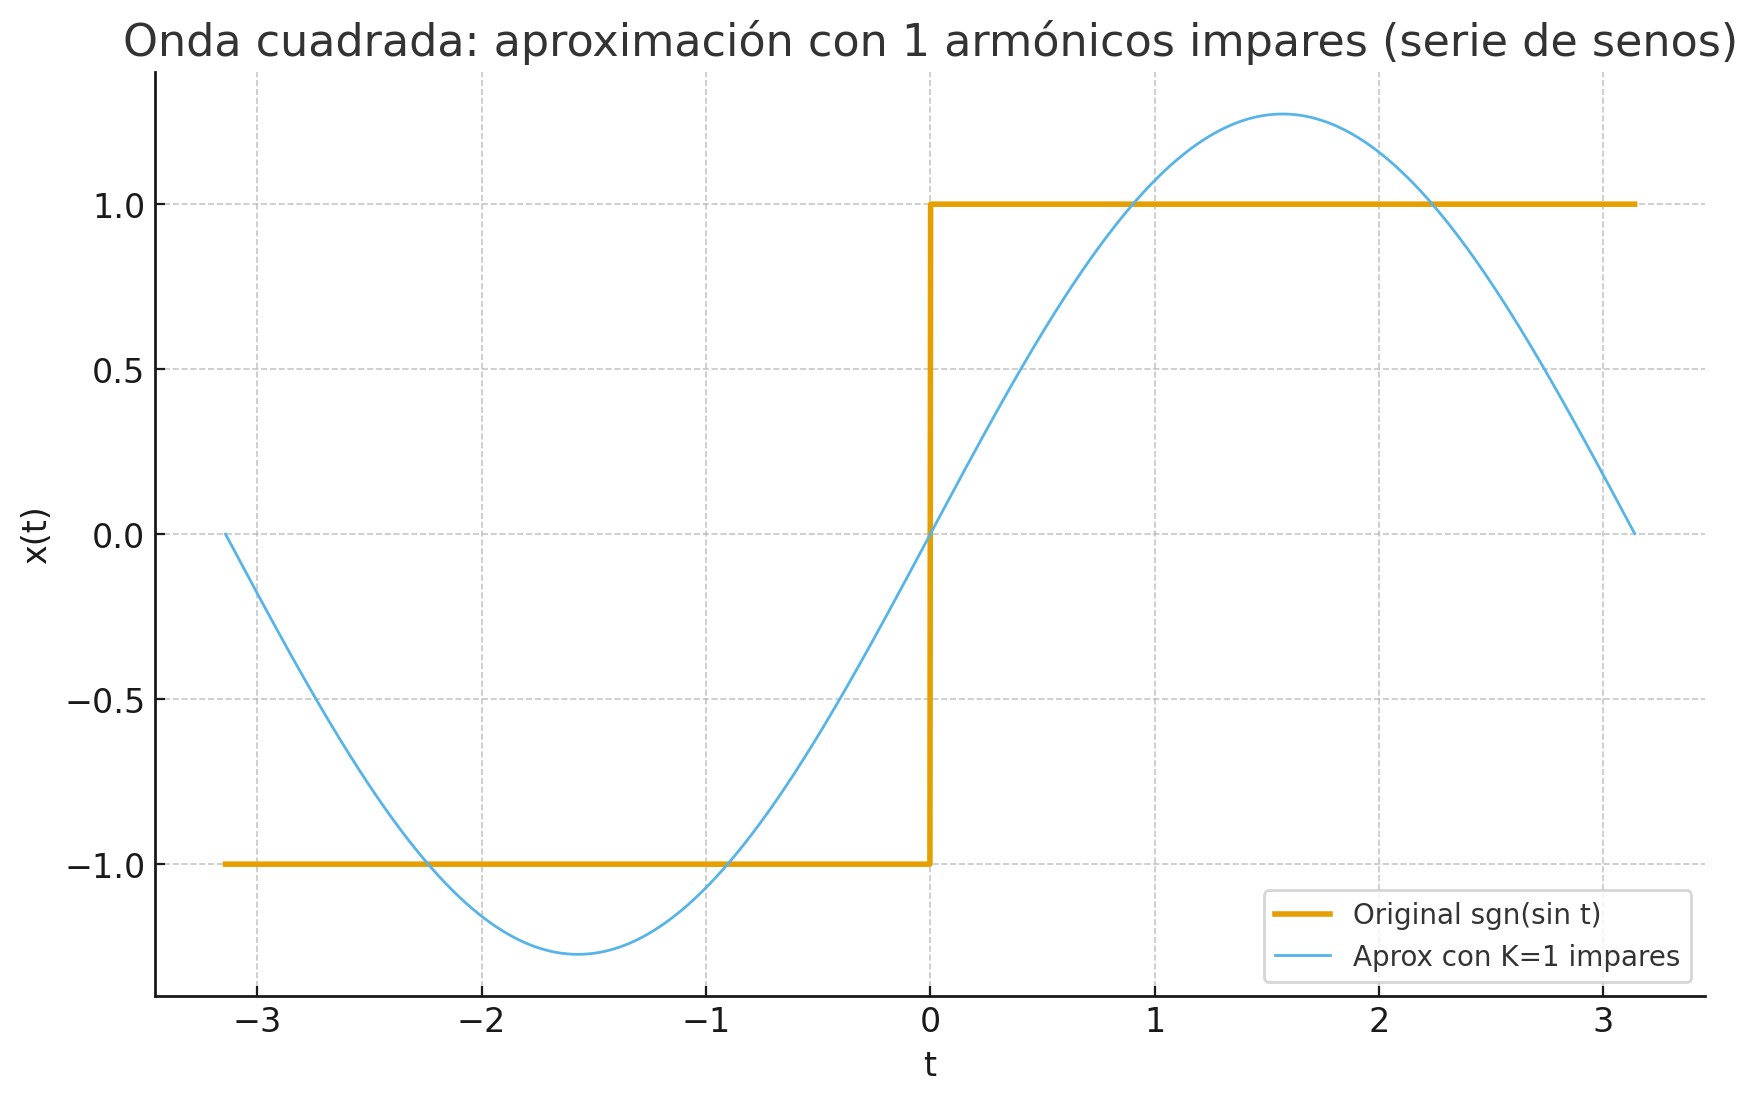 Onda cuadrada: aproximación con 1 armónicos impares (serie de senos)
x(t)
1.0
0.5
0.0
−0.5
−1.0
−3
−2
−1
0
1
2
3
t
Original sgn(sin t)
Aprox con K=1 impares